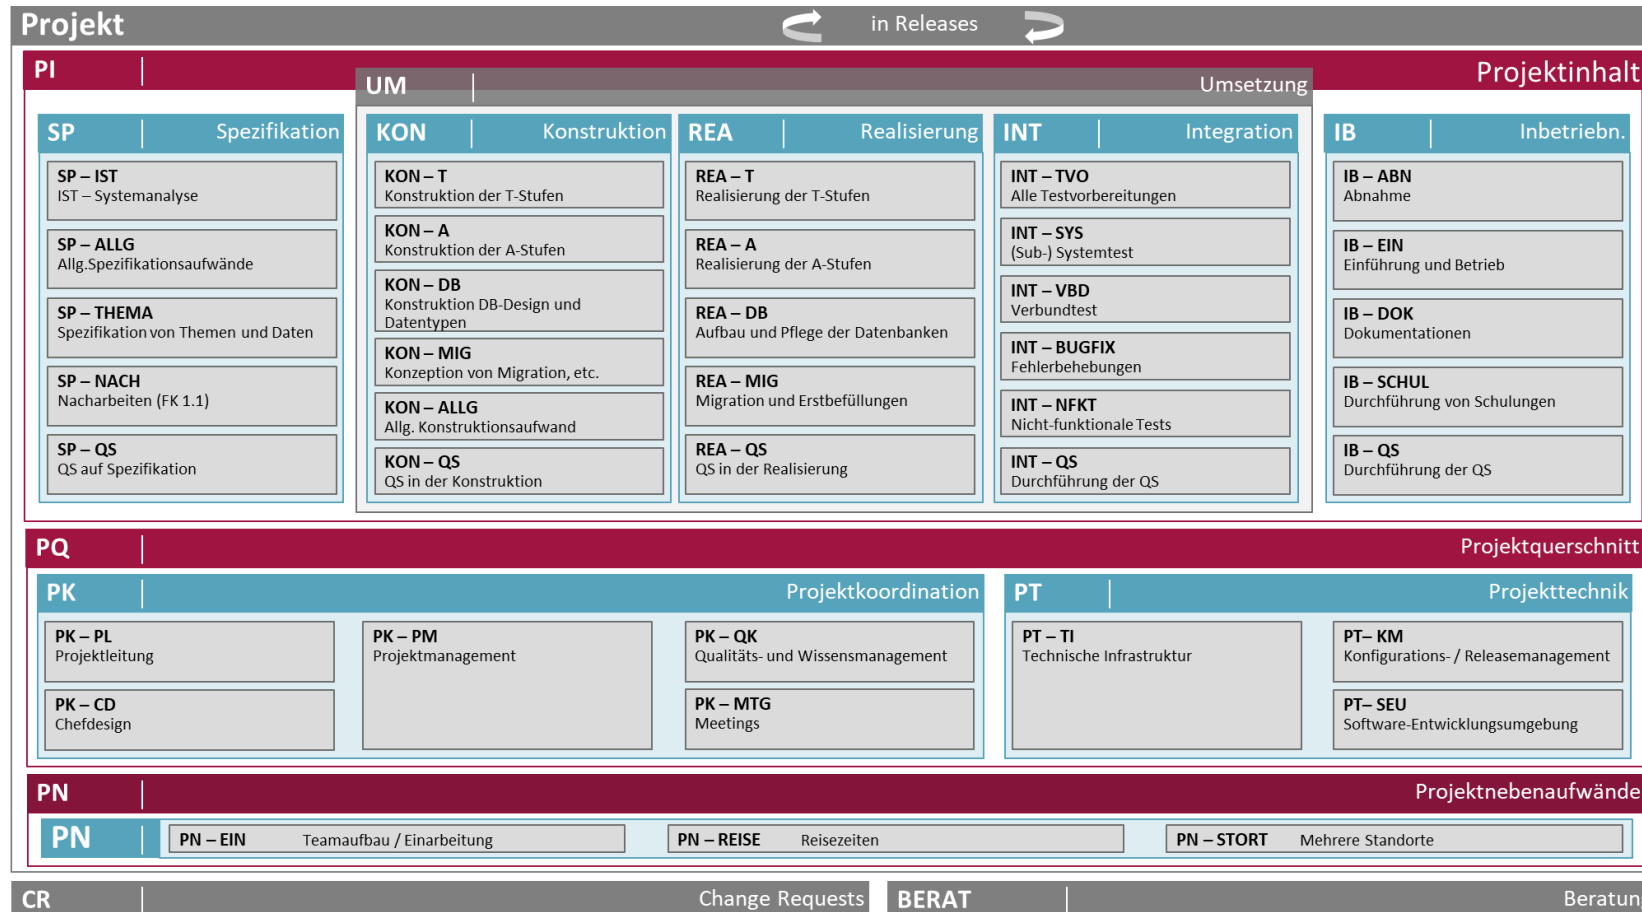 Projekt
in Releases
PI
Projektinhalt
UM
Umsetzung
SP
Spezifikation
SP – IST
IST – Systemanalyse
SP – ALLG
Allg.Spezifikationsaufwände
SP – THEMA
Spezifikation von Themen und Daten
SP – NACH
Nacharbeiten (FK 1.1)
SP – QS
QS auf Spezifikation
KON
Konstruktion
KON – T
Konstruktion der T-Stufen
KON – A
Konstruktion der A-Stufen
KON – DB
Konstruktion DB-Design und
Datentypen
KON – MIG
Konzeption von Migration, etc.
KON – ALLG
Allg. Konstruktionsaufwand
KON – QS
QS in der Konstruktion
REA
Realisierung
REA – T
Realisierung der T-Stufen
REA – A
Realisierung der A-Stufen
REA – DB
Aufbau und Pflege der Datenbanken
REA – MIG
Migration und Erstbefüllungen
REA – QS
QS in der Realisierung
INT
Integration
INT – TVO
Alle Testvorbereitungen
INT – SYS
(Sub-) Systemtest
INT – VBD
Verbundtest
INT – BUGFIX
Fehlerbehebungen
INT – NFKT
Nicht-funktionale Tests
INT – QS
Durchführung der QS
IB
Inbetriebn.
IB – ABN
Abnahme
IB – EIN
Einführung und Betrieb
IB – DOK
Dokumentationen
IB – SCHUL
Durchführung von Schulungen
IB – QS
Durchführung der QS
PQ
Projektquerschnitt
PK
Projektkoordination
PK – PL
Projektleitung
PK – CD
Chefdesign
PK – PM
Projektmanagement
PK – QK
Qualitäts- und Wissensmanagement
PK – MTG
Meetings
PT
Projekttechnik
PT – TI
Technische Infrastruktur
PT– KM
Konfigurations- / Releasemanagement
PT– SEU
Software-Entwicklungsumgebung
PN
Projektnebenaufwände
PN
PN – EIN Teamaufbau / Einarbeitung
PN – REISE Reisezeiten
PN – STORT Mehrere Standorte
CR
Change Requests
BERAT
Beratun